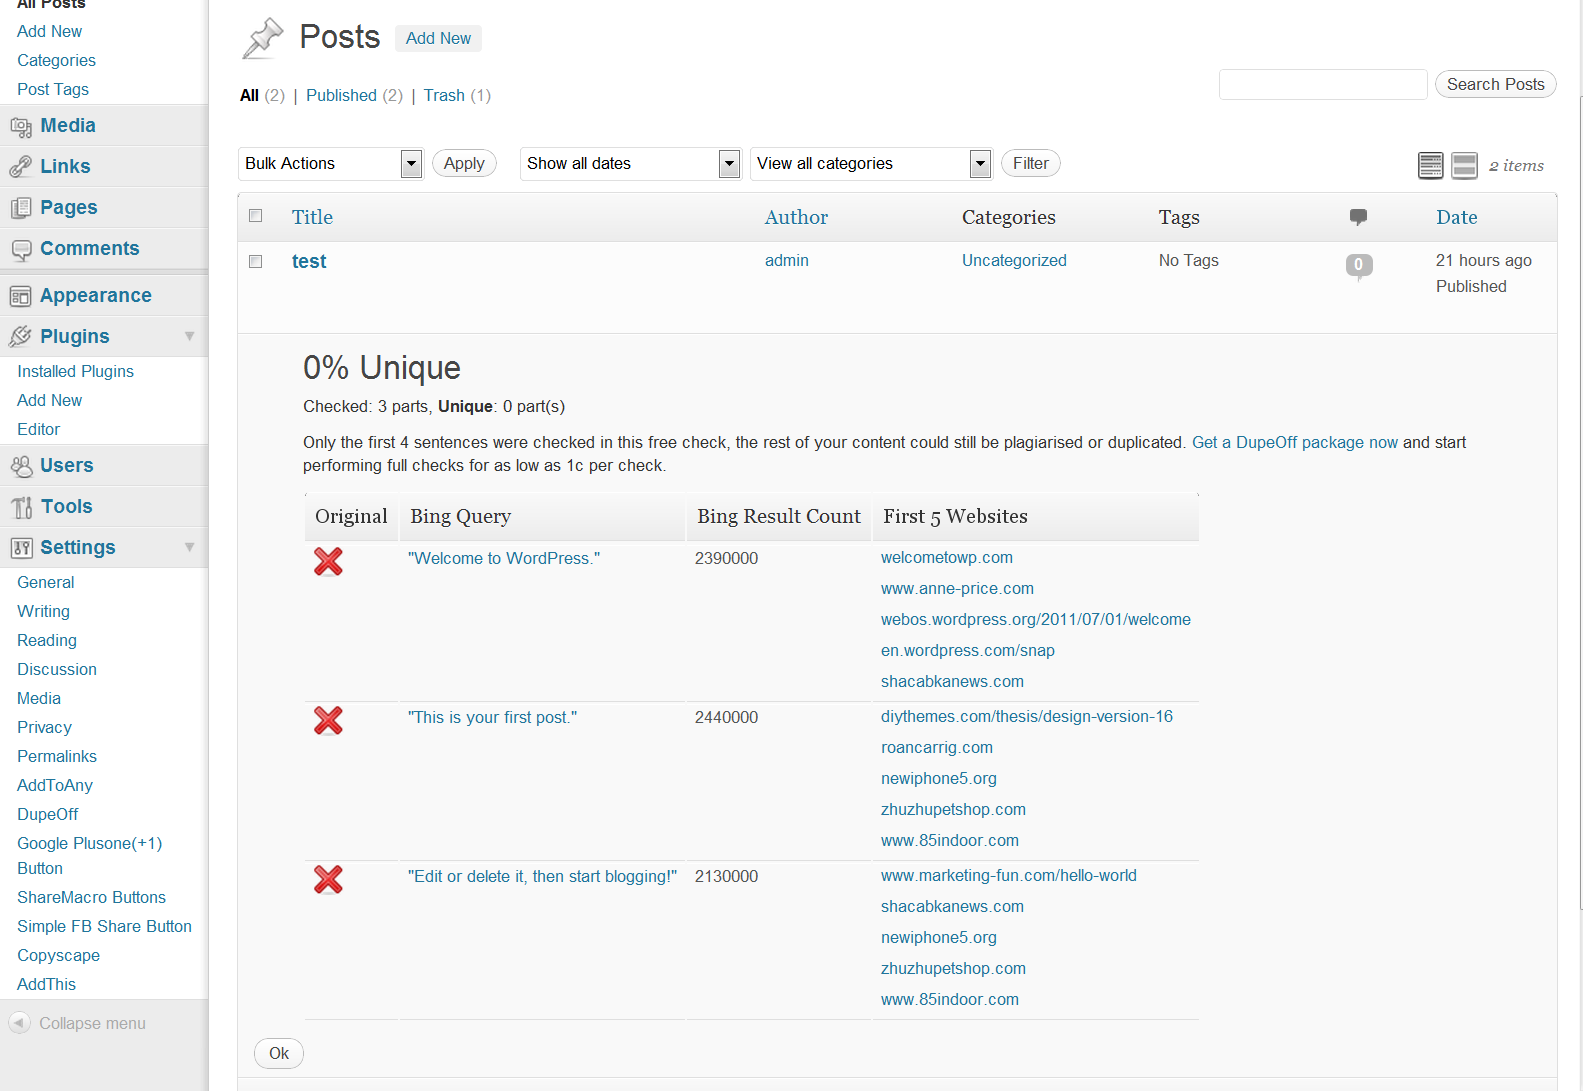 All Posts
Add New
Categories
Post Tags
Media
Links
Pages
Comments
Appearance
Plugins
Installed Plugins
Add New
Editor
Users
Tools
Settings
General
Writing
Reading
Discussion
Media
Privacy
Permalinks
AddToAny
DupeOff
Google Plusone(+1)
Button
ShareMacro Buttons
Simple FB Share Button
Copyscape
AddThis
Collapse menu
Posts Add New
All (2) | Published (2) | Trash (1)
Search Posts
Bulk Actions Apply Show all dates View all categories Filter 2 items
Title Author Categories Tags Date
test admin Uncategorized No Tags 0 21 hours ago
Published
0% Unique
Checked: 3 parts, Unique: 0 part(s)
Only the first 4 sentences were checked in this free check, the rest of your content could still be plagiarised or duplicated. Get a DupeOff package now and start
performing full checks for as low as 1c per check.
Original Bing Query Bing Result Count First 5 Websites
"Welcome to WordPress." 2390000 welcometowp.com
www.anne-price.com
webos.wordpress.org/2011/07/01/welcome
en.wordpress.com/snap
shacabkanews.com
"This is your first post." 2440000 diythemes.com/thesis/design-version-16
roancarrig.com
newiphone5.org
zhuzhupetshop.com
www.85indoor.com
"Edit or delete it, then start blogging!" 2130000 www.marketing-fun.com/hello-world
shacabkanews.com
newiphone5.org
zhuzhupetshop.com
www.85indoor.com
Ok